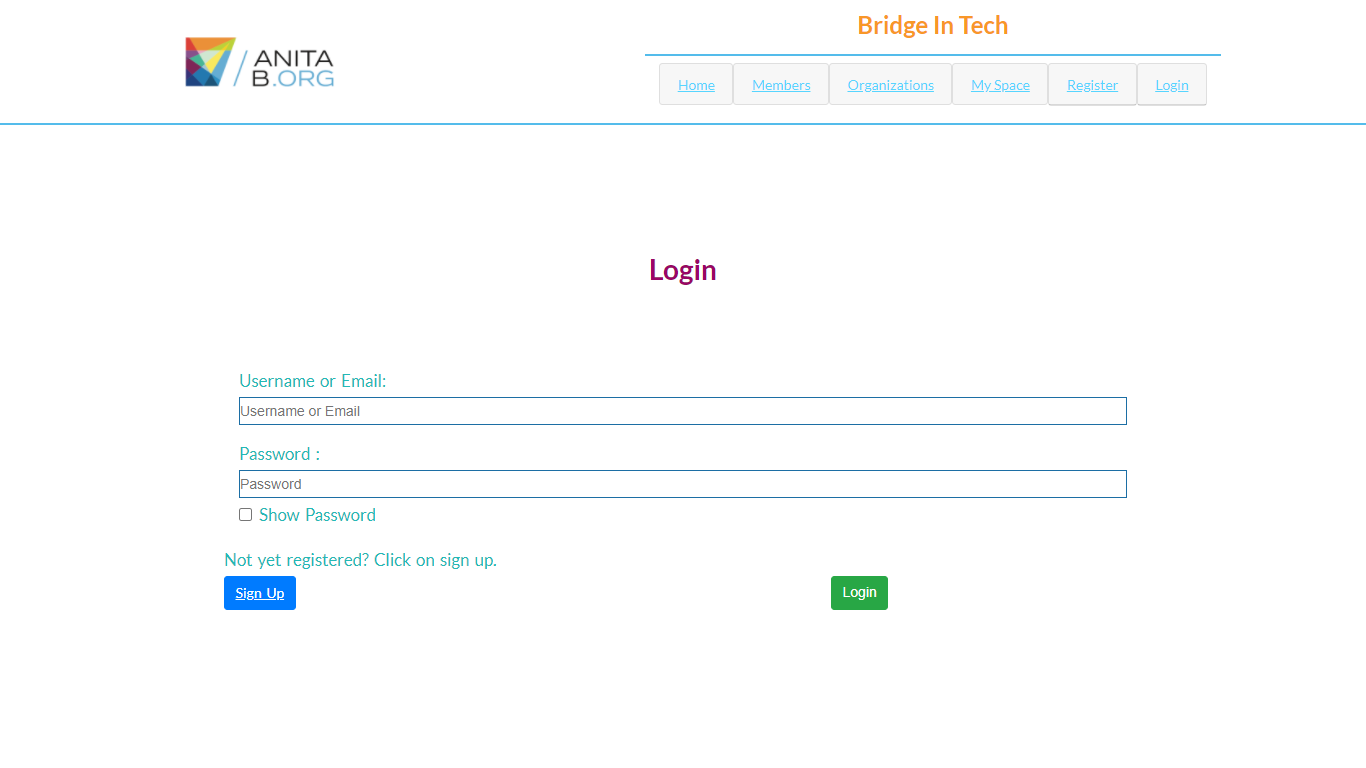 ANITA
B.ORG
Bridge In Tech
Home Members Organizations My Space Register Login
Login
Username or Email:
Username or Email
Password :
Password
Show Password
Not yet registered? Click on sign up.
Sign Up Login